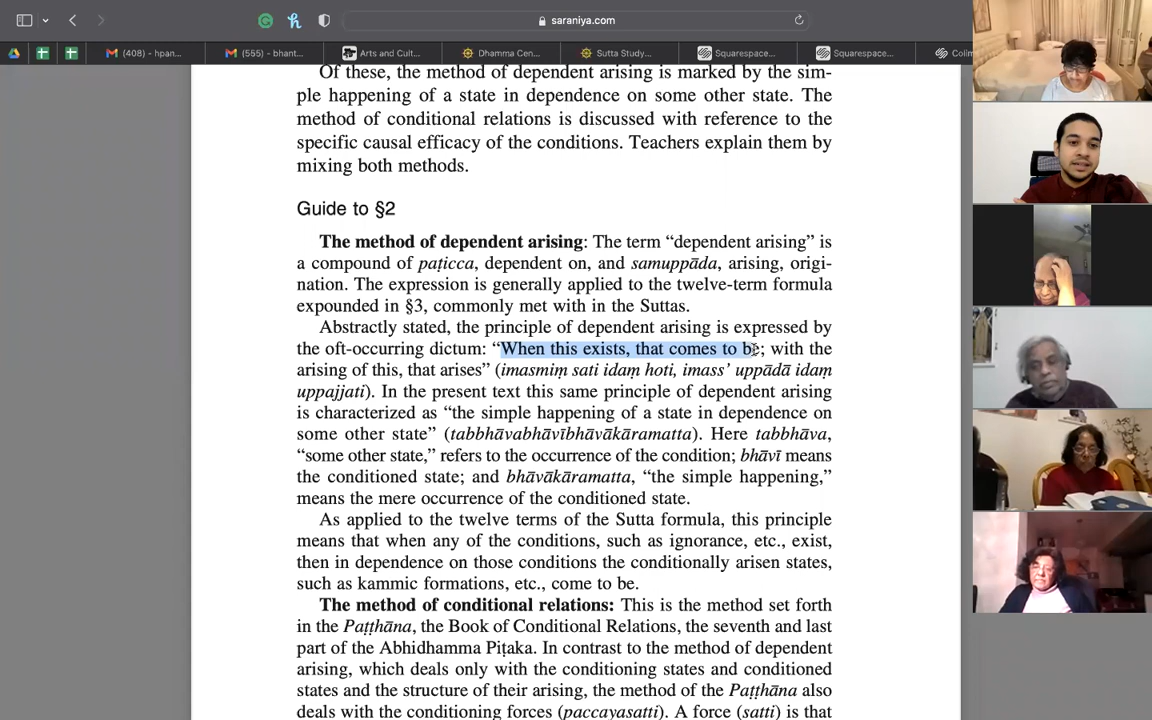 saraniya.com
(408) - hpan...
(555) - bhant...
Arts and Cult...
Dhamma Cen...
Sutta Study...
Squarespace...
Squarespace...
Colin
Of these, the method of dependent arising is marked by the sim-
ple happening of a state in dependence on some other state. The
method of conditional relations is discussed with reference to the
specific causal efficacy of the conditions. Teachers explain them by
mixing both methods.
Guide to §2
The method of dependent arising: The term “dependent arising” is
a compound of paṭicca, dependent on, and samuppāda, arising, origi-
nation. The expression is generally applied to the twelve-term formula
expounded in §3, commonly met with in the Suttas.
Abstractly stated, the principle of dependent arising is expressed by
the oft-occurring dictum: “When this exists, that comes to be; with the
arising of this, that arises” (imasmiṃ sati idaṃ hoti, imass’ uppādā idaṃ
uppajjati). In the present text this same principle of dependent arising
is characterized as “the simple happening of a state in dependence on
some other state” (tabbhāvabhāvībhāvākāramatta). Here tabbhāva,
“some other state,” refers to the occurrence of the condition; bhāvī means
the conditioned state; and bhāvākāramatta, “the simple happening,”
means the mere occurrence of the conditioned state.
As applied to the twelve terms of the Sutta formula, this principle
means that when any of the conditions, such as ignorance, etc., exist,
then in dependence on those conditions the conditionally arisen states,
such as kammic formations, etc., come to be.
The method of conditional relations: This is the method set forth
in the Paṭṭhāna, the Book of Conditional Relations, the seventh and last
part of the Abhidhamma Piṭaka. In contrast to the method of dependent
arising, which deals only with the conditioning states and conditioned
states and the structure of their arising, the method of the Paṭṭhāna also
deals with the conditioning forces (paccayasatti). A force (satti) is that